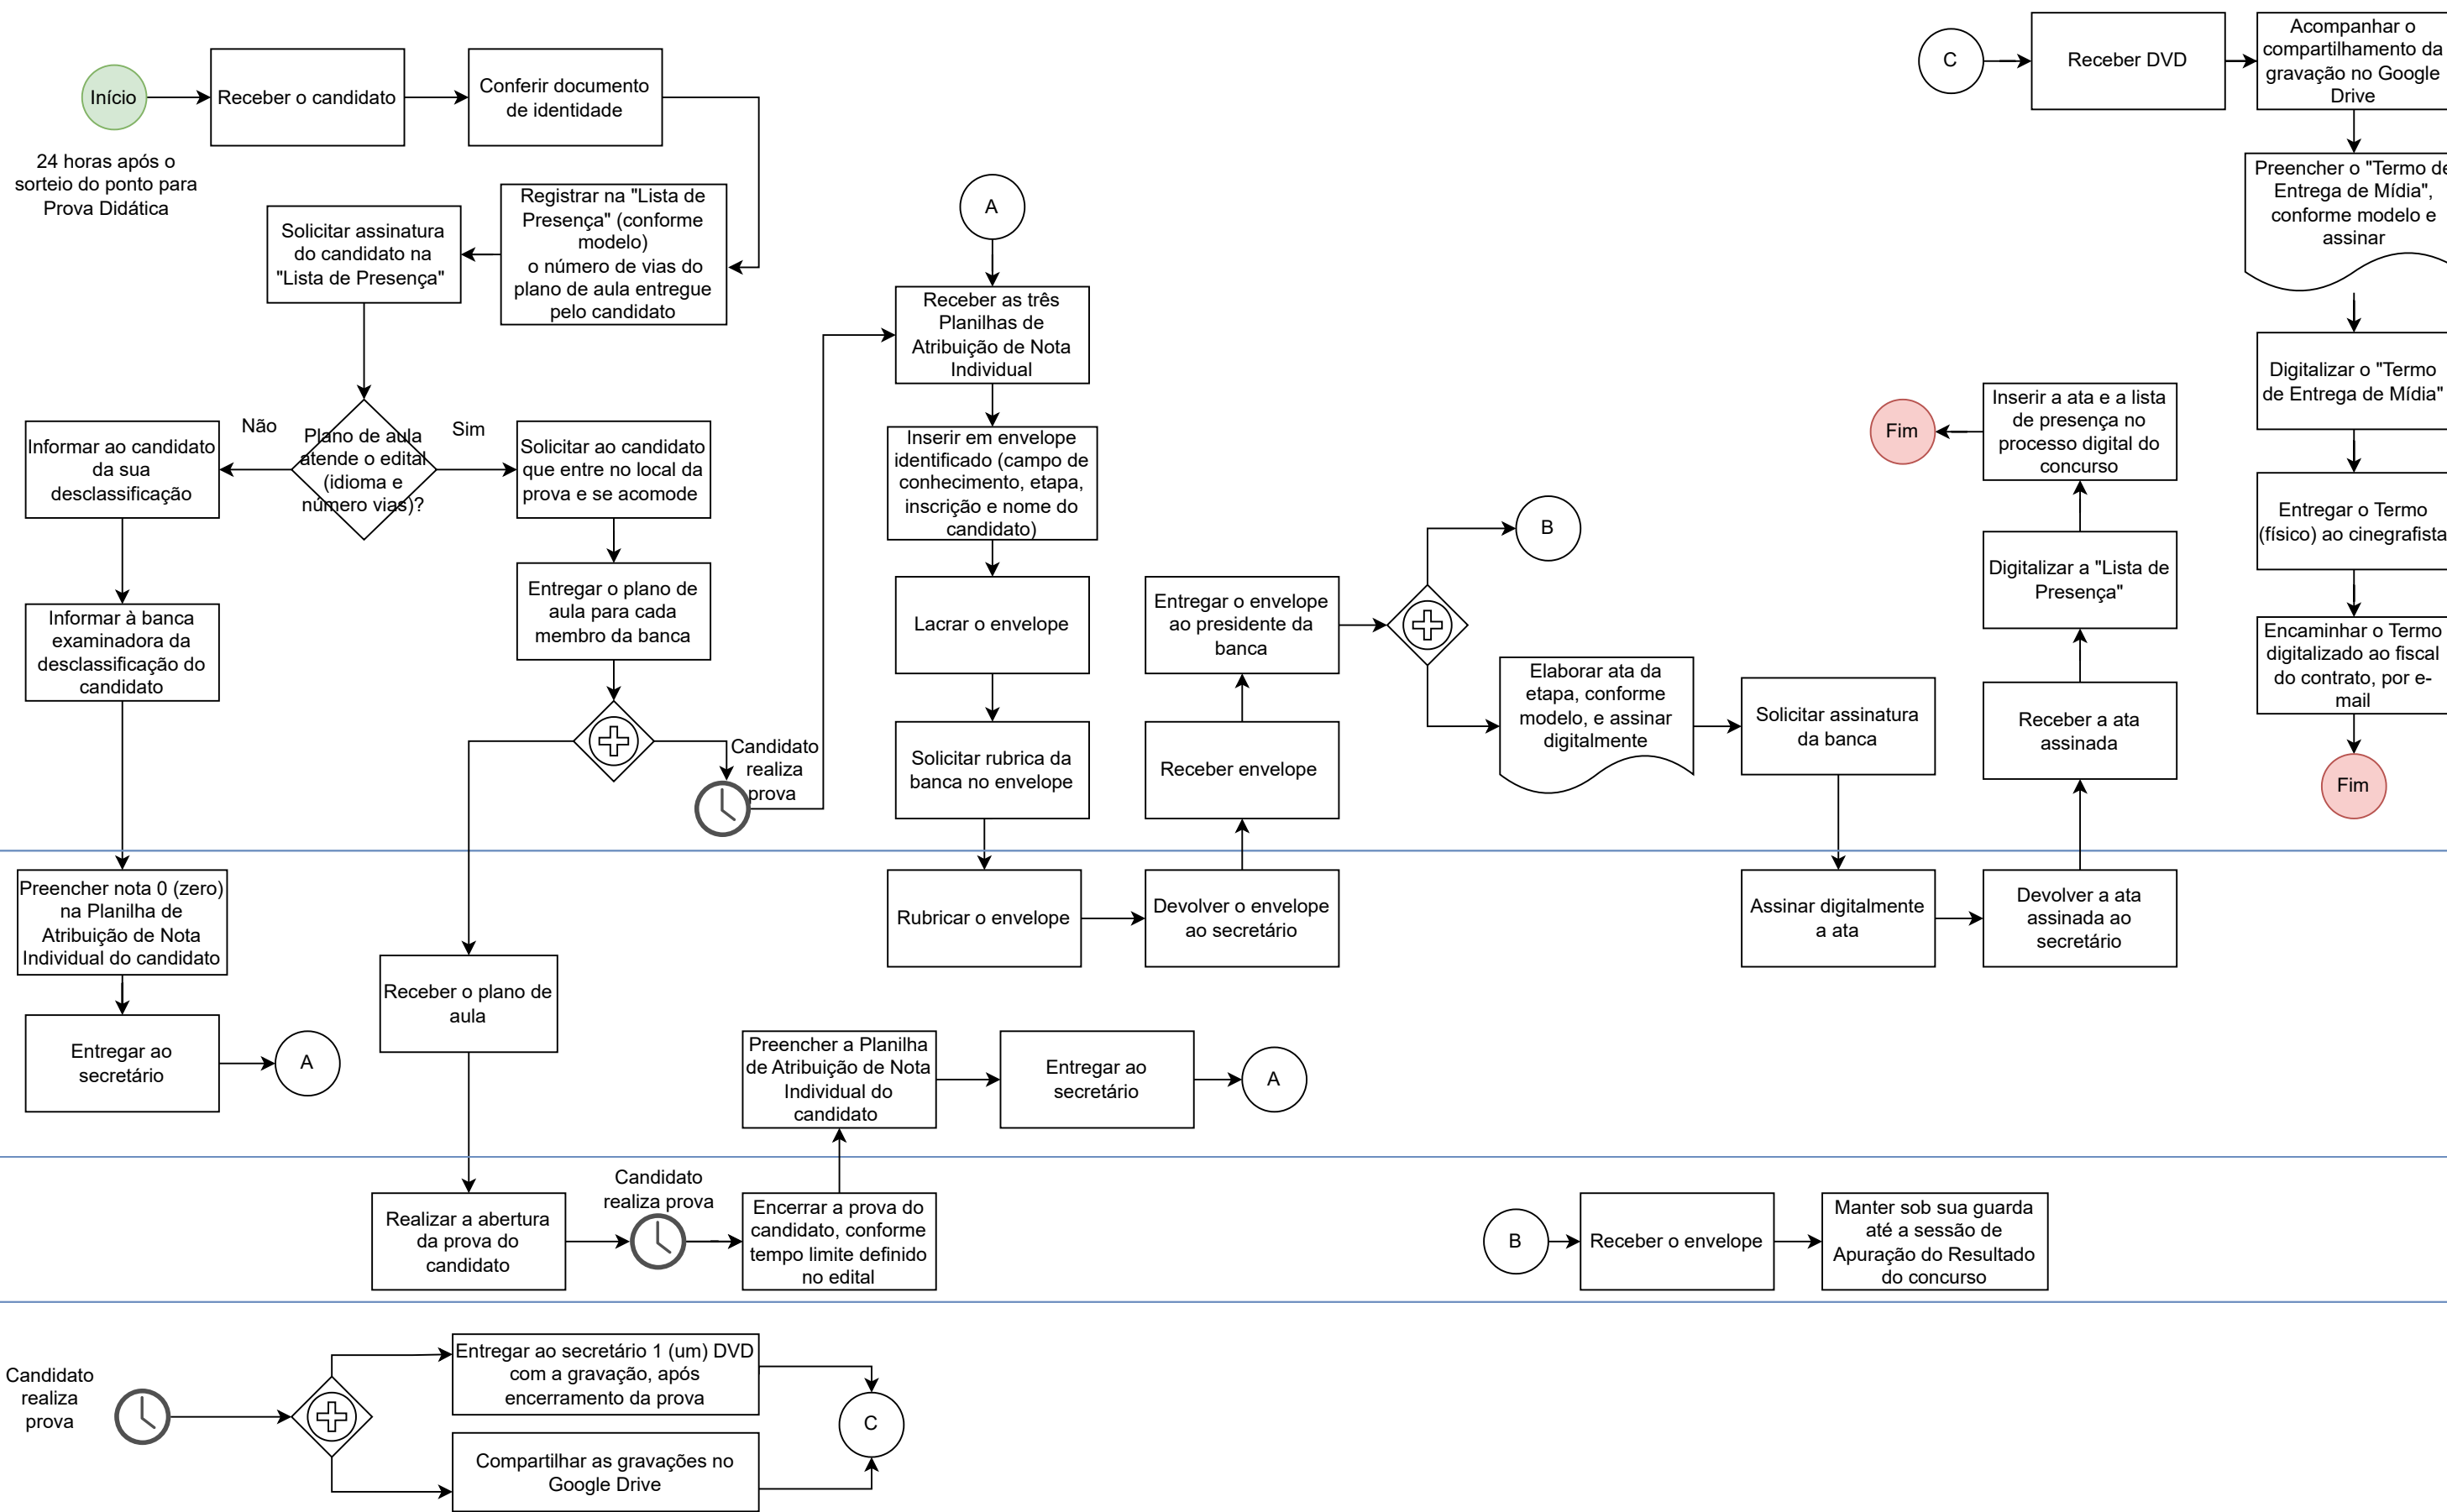 Início
24 horas após o
sorteio do ponto para
Prova Didática
Receber o candidato
Conferir documento
de identidade
Registrar na "Lista de
Presença" (conforme
modelo)
o número de vias do
plano de aula entregue
pelo candidato
Solicitar assinatura
do candidato na
"Lista de Presença"
Plano de aula
atende o edital
(idioma e
número vias)?
Não
Sim
Informar ao candidato
da sua
desclassificação
Informar à banca
examinadora da
desclassificação do
candidato
Solicitar ao candidato
que entre no local da
prova e se acomode
Entregar o plano de
aula para cada
membro da banca
Candidato
realiza
prova
A
Receber as três
Planilhas de
Atribuição de Nota
Individual
Inserir em envelope
identificado (campo de
conhecimento, etapa,
inscrição e nome do
candidato)
Lacrar o envelope
Solicitar rubrica da
banca no envelope
Entregar o envelope
ao presidente da
banca
Receber envelope
B
Elaborar ata da
etapa, conforme
modelo, e assinar
digitalmente
Solicitar assinatura
da banca
Fim
Inserir a ata e a lista
de presença no
processo digital do
concurso
Digitalizar a "Lista de
Presença"
Receber a ata
assinada
C
Receber DVD
Acompanhar o
compartilhamento da
gravação no Google
Drive
Preencher o "Termo de
Entrega de Mídia",
conforme modelo e
assinar
Digitalizar o "Termo
de Entrega de Mídia"
Entregar o Termo
(físico) ao cinegrafista
Encaminhar o Termo
digitalizado ao fiscal
do contrato, por e-
mail
Fim
Preencher nota 0 (zero)
na Planilha de
Atribuição de Nota
Individual do candidato
Entregar ao
secretário
A
Receber o plano de
aula
Preencher a Planilha
de Atribuição de Nota
Individual do
candidato
Entregar ao
secretário
A
Rubricar o envelope
Devolver o envelope
ao secretário
Assinar digitalmente
a ata
Devolver a ata
assinada ao
secretário
Realizar a abertura
da prova do
candidato
Candidato
realiza prova
Encerrar a prova do
candidato, conforme
tempo limite definido
no edital
B
Receber o envelope
Manter sob sua guarda
até a sessão de
Apuração do Resultado
do concurso
Candidato
realiza
prova
Entregar ao secretário 1 (um) DVD
com a gravação, após
encerramento da prova
Compartilhar as gravações no
Google Drive
C